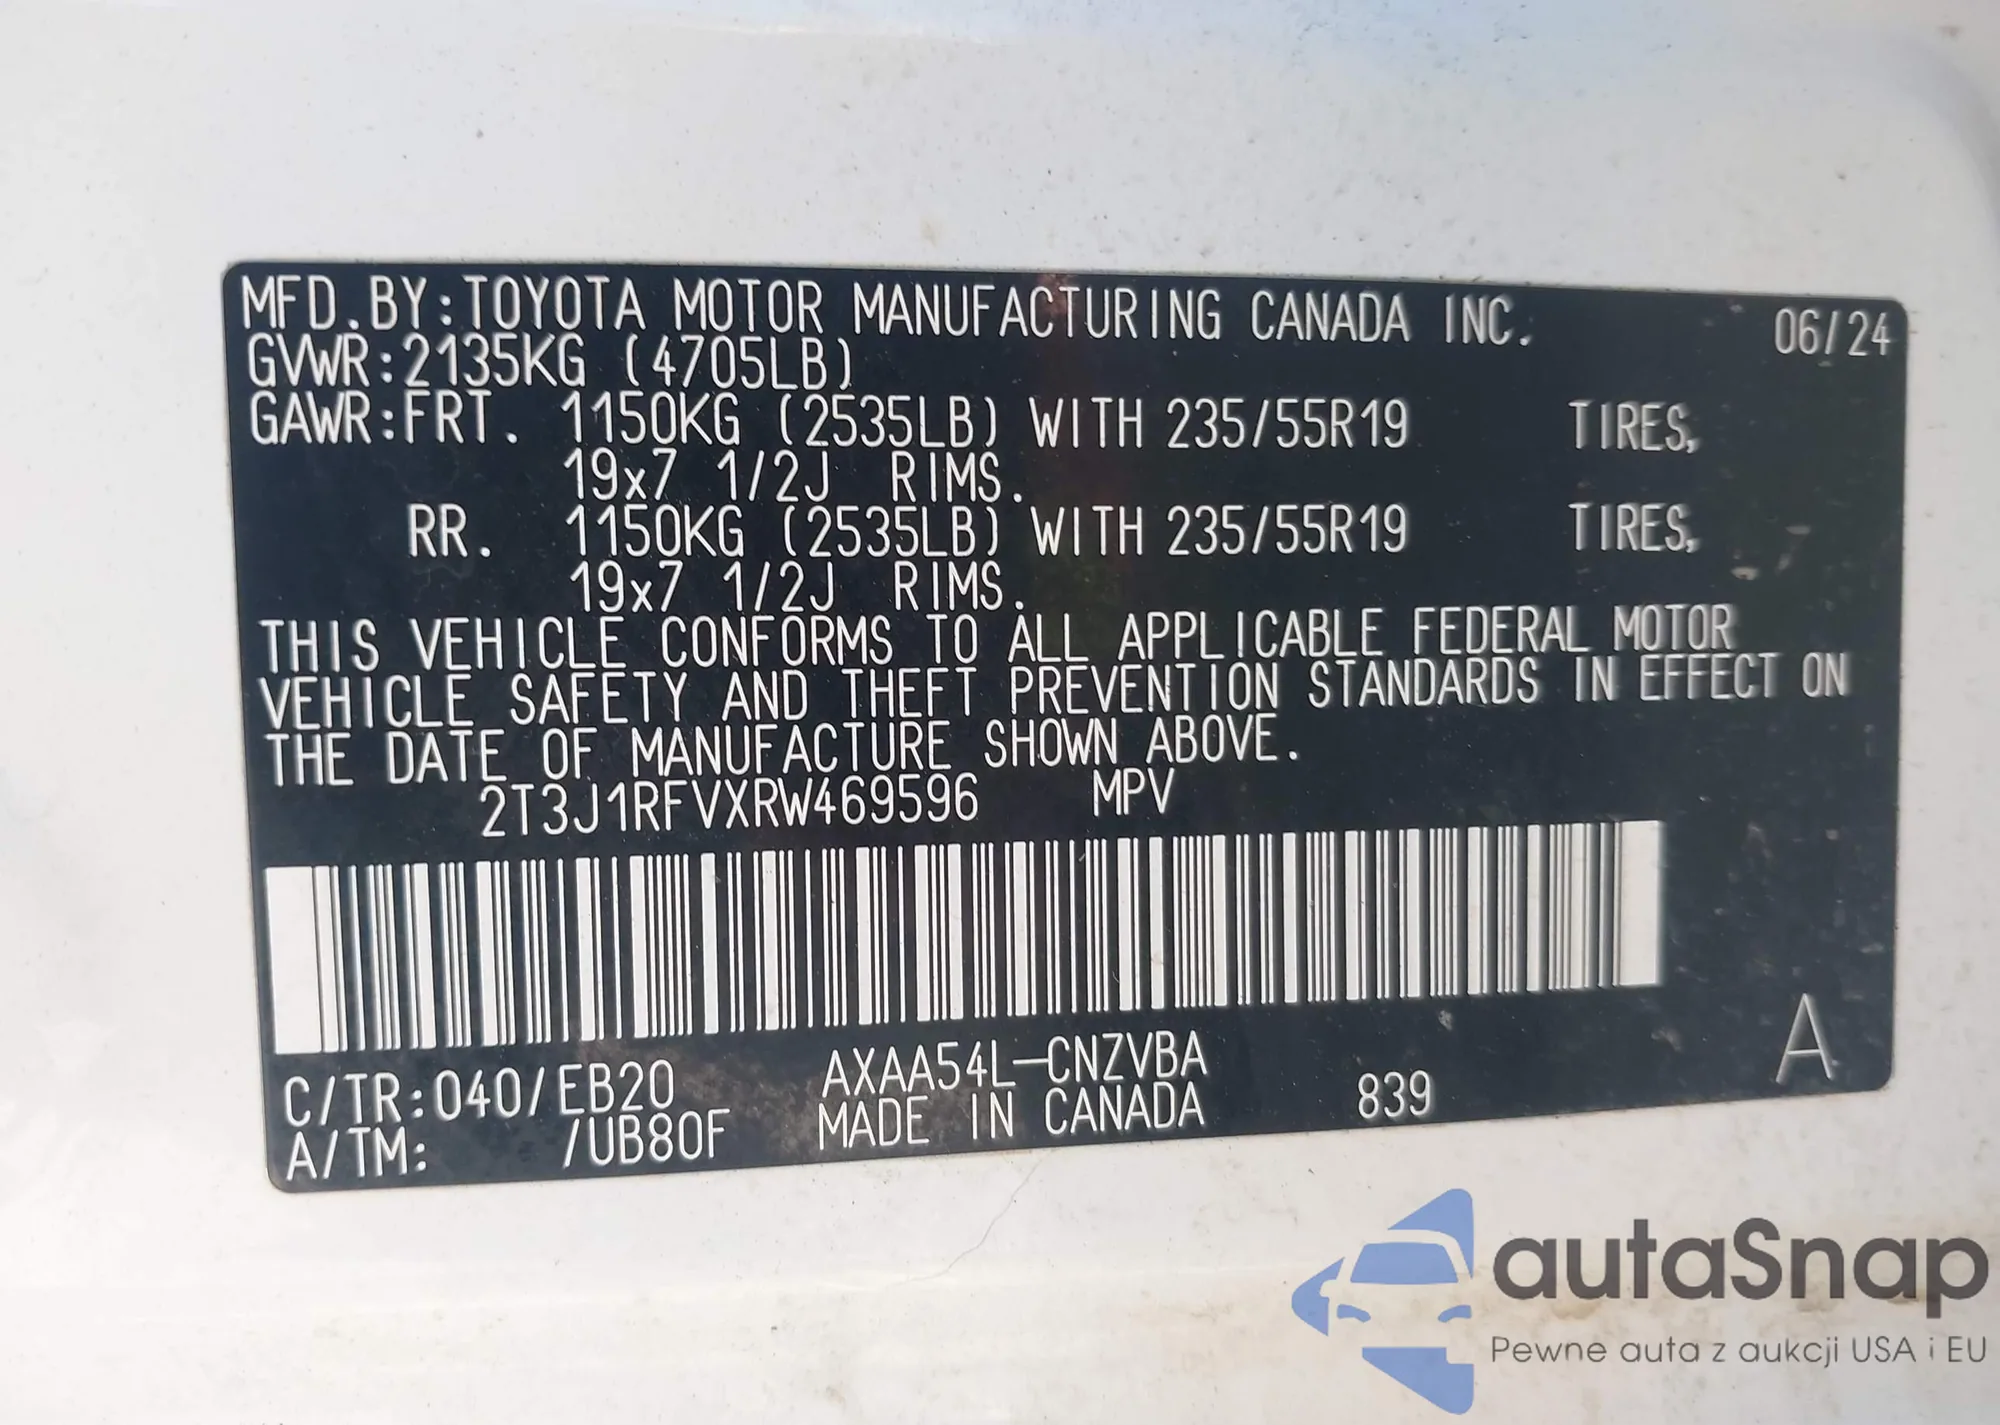 MFD.BY:TOYOTA MOTOR MANUFACTURING CANADA INC. 06/24
GVWR:2135KG (4705LB)
GAWR:FRT. 1150KG (2535LB) WITH 235/55R19 TIRES,
19x7 1/2J RIMS.
RR. 1150KG (2535LB) WITH 235/55R19 TIRES,
19x7 1/2J RIMS.
THIS VEHICLE CONFORMS TO ALL APPLICABLE FEDERAL MOTOR
VEHICLE SAFETY AND THEFT PREVENTION STANDARDS IN EFFECT ON
THE DATE OF MANUFACTURE SHOWN ABOVE.
2T3J1RFVXRW469596 MPV
A
C/TR:040/EB20 AXAA54L-CNZVBA
A/TM: /UB80F MADE IN CANADA 839
autaSnap
Pewne auta z aukcji USA i EU